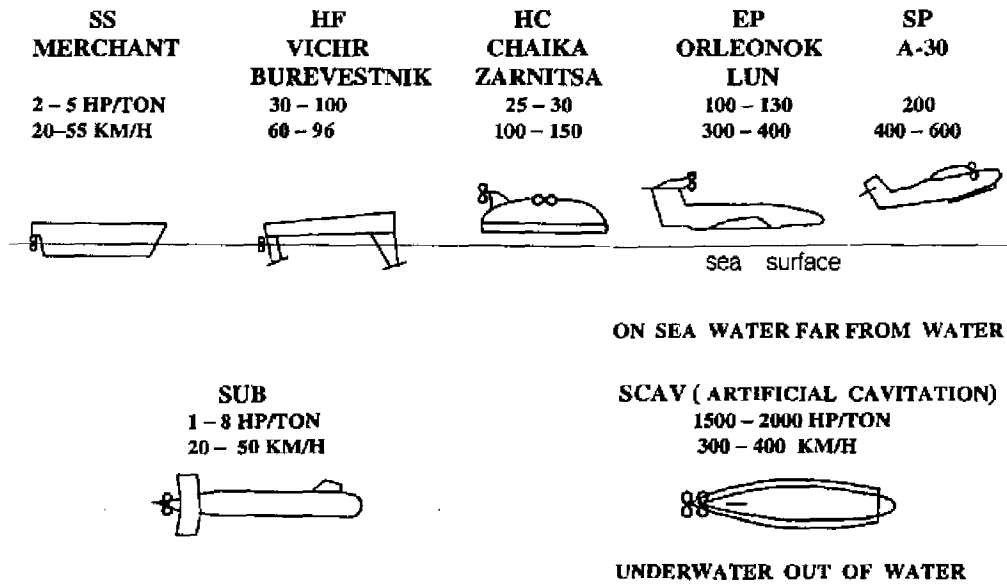 SS HF HC EP SP
MERCHANT VICHR CHAIKA ORLEONOK A-30
BUREVESTNIK ZARNITSA LUN
2 – 5 HP/TON 30 – 100 25 – 30 100 – 130 200
20–55 KM/H 60 – 96 100 – 150 300 – 400 400 – 600
sea surface
ON SEA WATER FAR FROM WATER
SUB SCAV ( ARTIFICIAL CAVITATION)
1 – 8 HP/TON 1500 – 2000 HP/TON
20 – 50 KM/H 300 – 400 KM/H
UNDERWATER OUT OF WATER